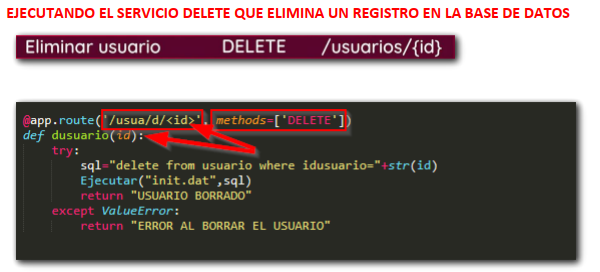 EJECUTANDO EL SERVICIO DELETE QUE ELIMINA UN REGISTRO EN LA BASE DE DATOS
Eliminar usuario DELETE /usuarios/{id}
@app.route('/usua/d/<id>', methods=['DELETE'])
def dusuario(id):
    try:
        sql="delete from usuario where idusuario="+str(id)
        Ejecutar("init.dat",sql)
        return "USUARIO BORRADO"
    except ValueError:
        return "ERROR AL BORRAR EL USUARIO"